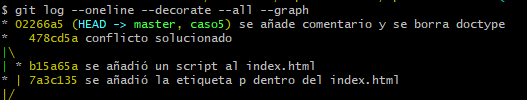 $ git log --oneline --decorate --all --graph
* 02266a5 (HEAD -> master, caso5) se añade comentario y se borra doctype
*   478cd5a conflicto solucionado
|\
| * b15a65a se añadió un script al index.html
* | 7a3c135 se añadió la etiqueta p dentro del index.html
|/